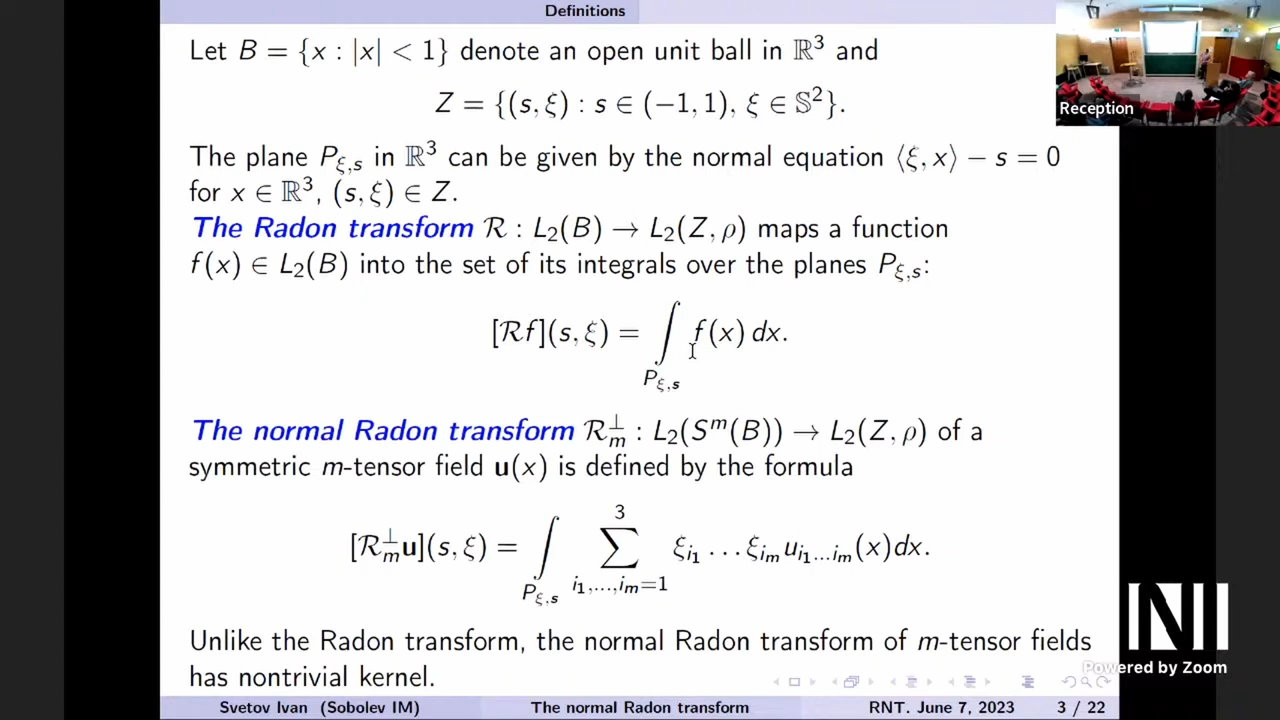 Definitions
Let B = {x : |x| < 1} denote an open unit ball in ℝ³ and
Z = {(s, ξ) : s ∈ (−1, 1), ξ ∈ 𝕊²}.
The plane P_{ξ,s} in ℝ³ can be given by the normal equation ⟨ξ, x⟩ − s = 0
for x ∈ ℝ³, (s, ξ) ∈ Z.
The Radon transform ℛ : L₂(B) → L₂(Z, ρ) maps a function
f(x) ∈ L₂(B) into the set of its integrals over the planes P_{ξ,s}:
[ℛf](s, ξ) = ∫_{P_{ξ,s}} f(x) dx.
The normal Radon transform ℛ_m^⊥ : L₂(S^m(B)) → L₂(Z, ρ) of a
symmetric m-tensor field u(x) is defined by the formula
[ℛ_m^⊥ u](s, ξ) = ∫_{P_{ξ,s}} ∑_{i₁,...,i_m=1}^{3} ξ_{i₁} ... ξ_{i_m} u_{i₁...i_m}(x)dx.
Unlike the Radon transform, the normal Radon transform of m-tensor fields
has nontrivial kernel.
Svetov Ivan (Sobolev IM) The normal Radon transform RNT. June 7, 2023 3 / 22
Reception
Powered by Zoom